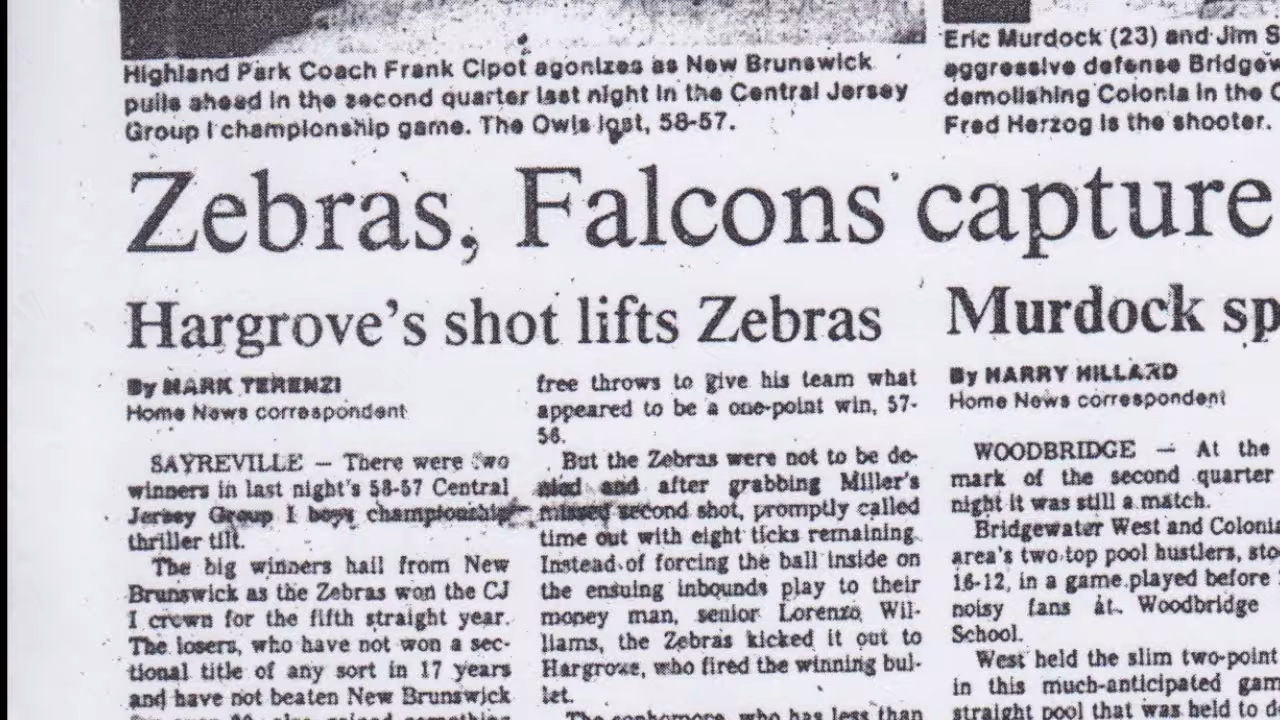 Highland Park Coach Frank Cipot agonizes as New Brunswick
pulls ahead in the second quarter last night in the Central Jersey
Group I championship game. The Owls lost, 58-57.
Eric Murdock (23) and Jim S
aggressive defense Bridgew
demolishing Colonia in the C
Fred Herzog is the shooter.
Zebras, Falcons capture
Hargrove's shot lifts Zebras
By MARK TERENZI
Home News correspondent
SAYREVILLE — There were two
winners in last night's 58-57 Central
Jersey Group I boys championship
thriller tilt.
The big winners hail from New
Brunswick as the Zebras won the CJ
I crown for the fifth straight year.
The losers, who have not won a sec-
tional title of any sort in 17 years
and have not beaten New Brunswick
free throws to give his team what
appeared to be a one-point win, 57-
56.
But the Zebras were not to be de-
nied and after grabbing Miller's
missed second shot, promptly called
time out with eight ticks remaining.
Instead of forcing the ball inside on
the ensuing inbounds play to their
money man, senior Lorenzo Wil-
liams, the Zebras kicked it out to
Hargrove, who fired the winning bul-
let.
The sophomore, who has less than
Murdock sp
By HARRY HILLARD
Home News correspondent
WOODBRIDGE — At the
mark of the second quarter
night it was still a match.
Bridgewater West and Colonia
area's two top pool hustlers, sto
16-12, in a game played before
noisy fans at Woodbridge
School.
West held the slim two-point
in this much-anticipated gam
straight pool that was held to d